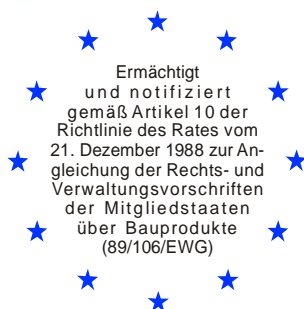 Ermächtigt
und notifiziert
gemäß Artikel 10 der
Richtlinie des Rates vom
21. Dezember 1988 zur An-
gleichung der Rechts- und
Verwaltungsvorschriften
der Mitgliedstaaten
über Bauprodukte
(89/106/EWG)